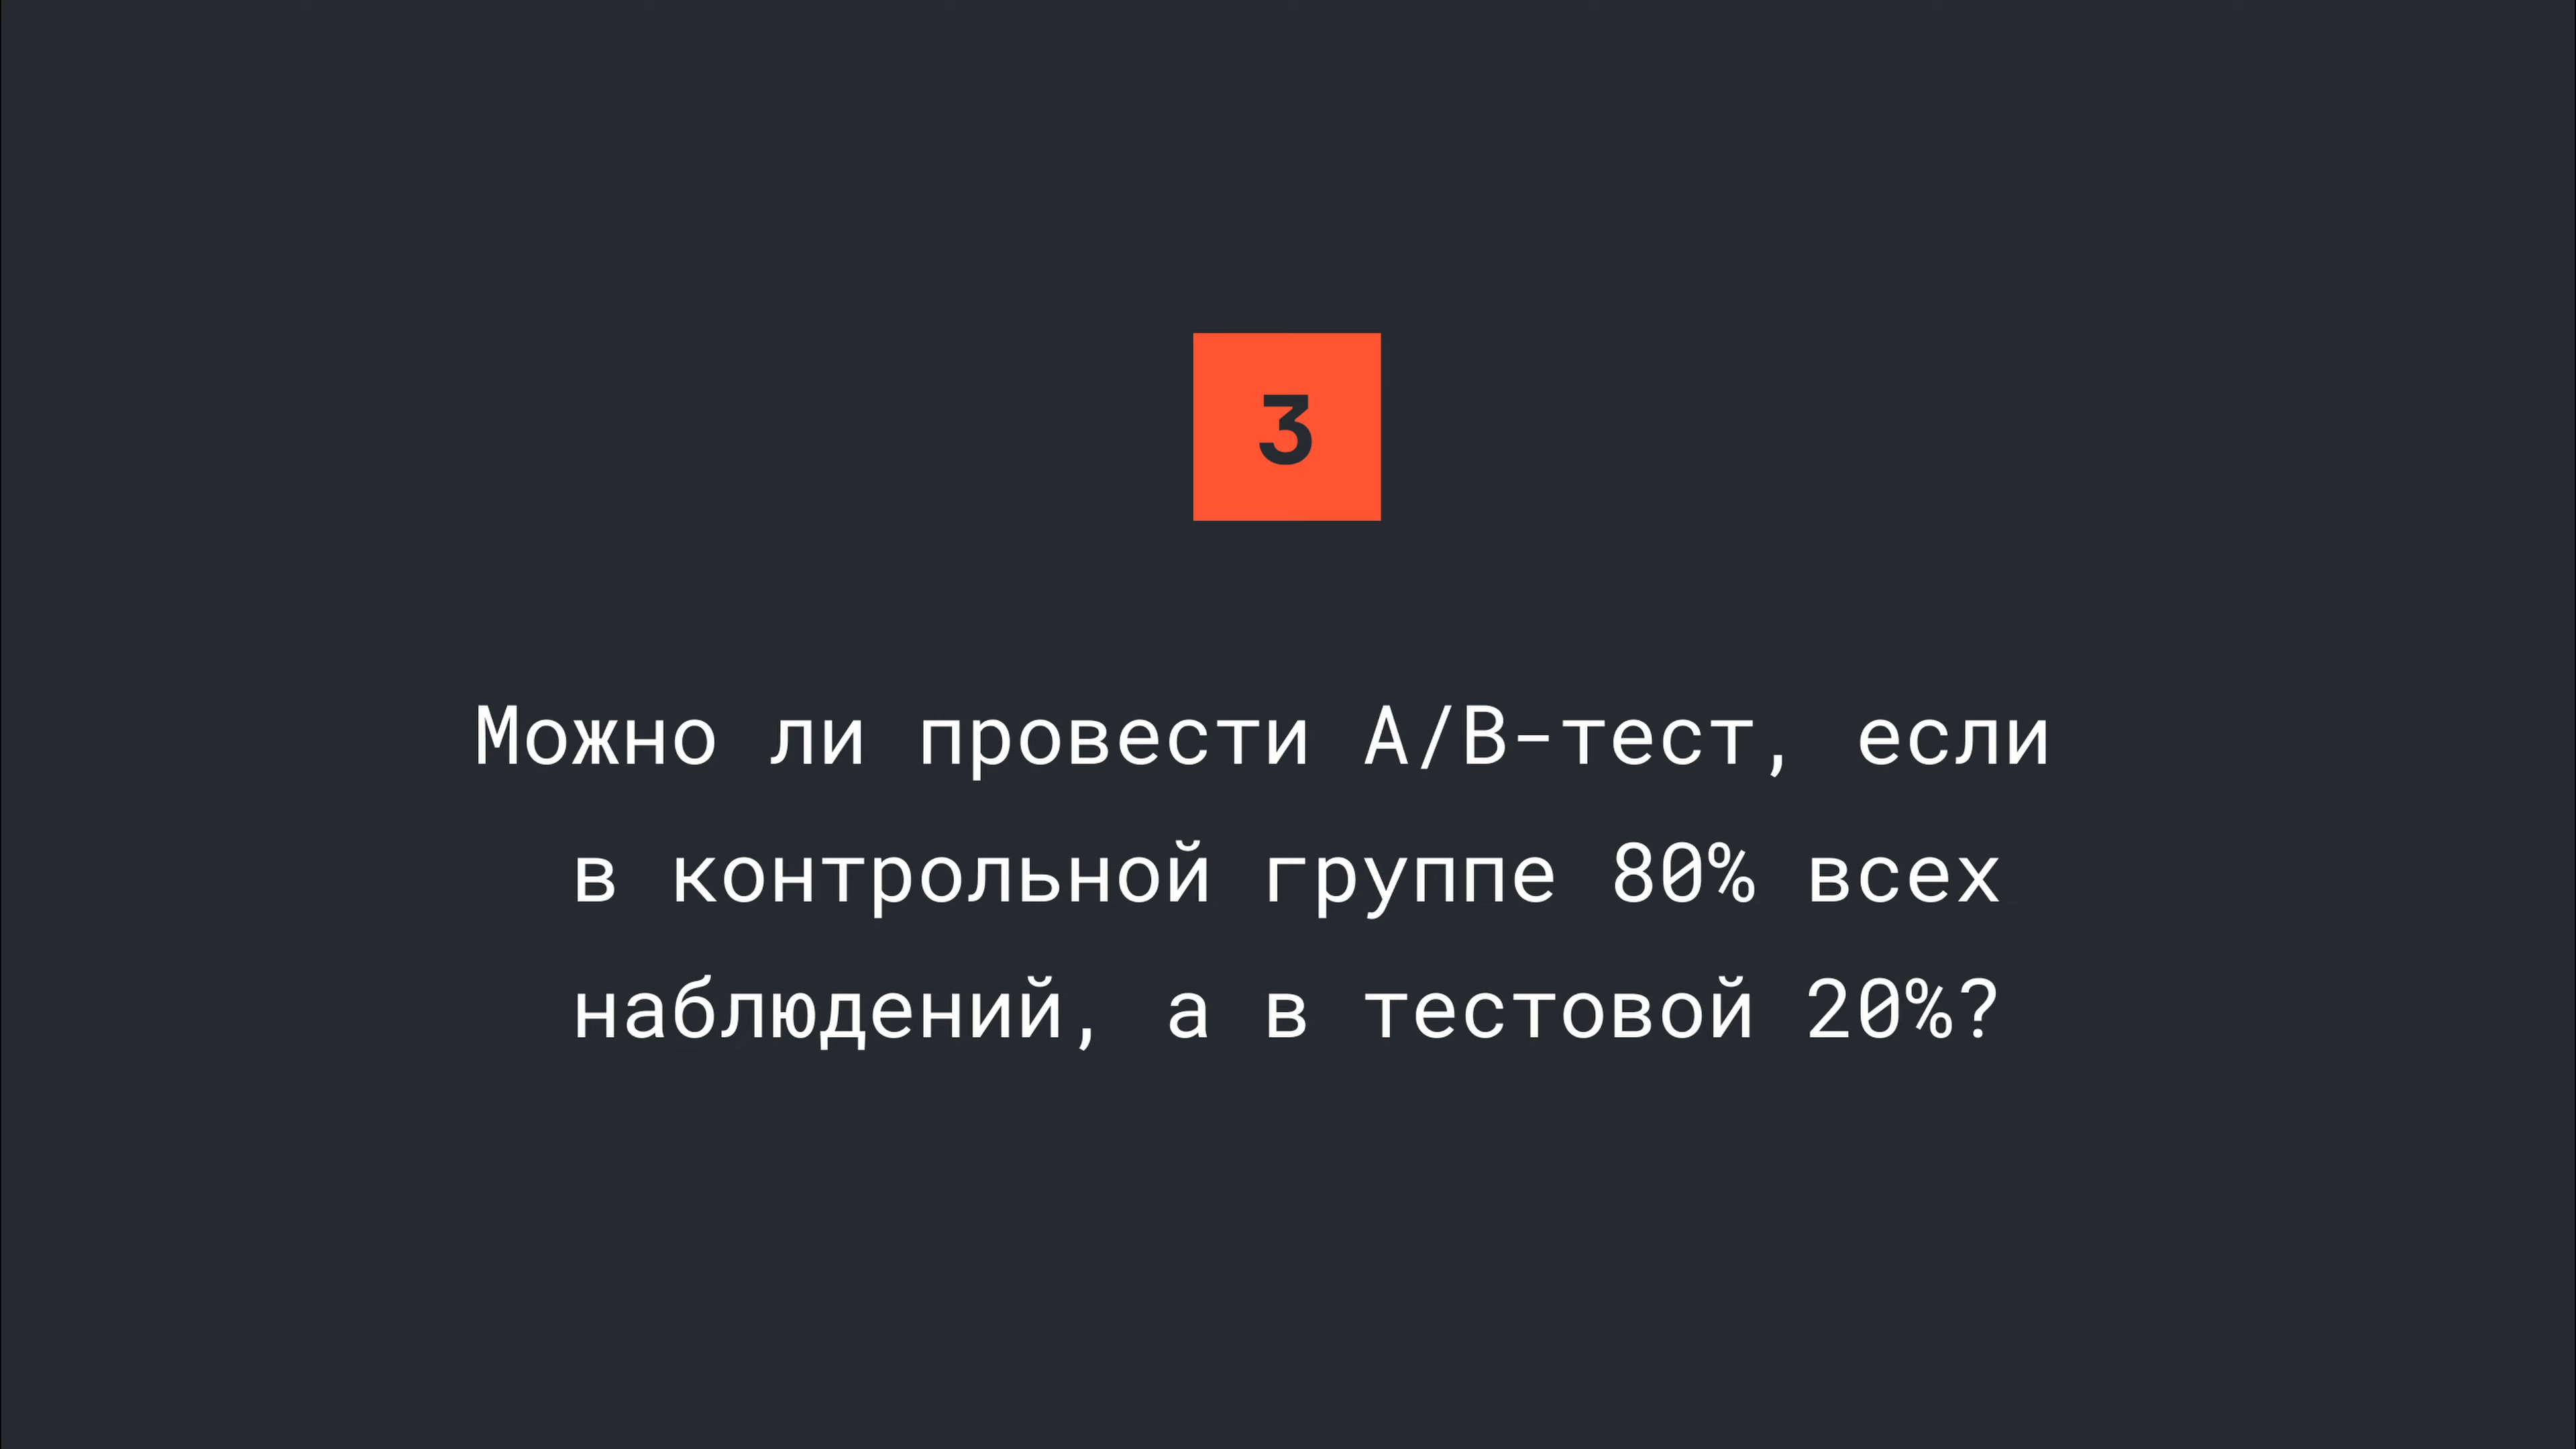 3
Можно ли провести A/B-тест, если
в контрольной группе 80% всех
наблюдений, а в тестовой 20%?